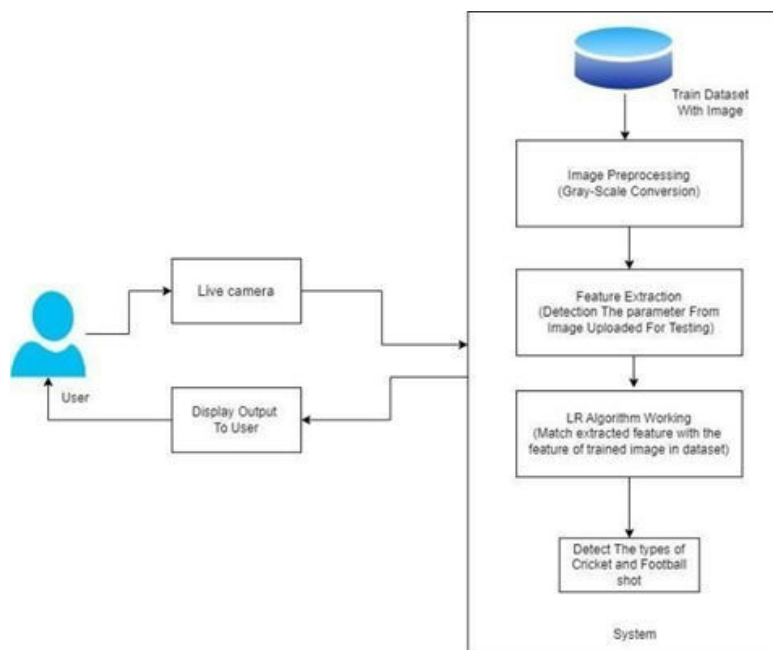 Train Dataset
With Image
Image Preprocessing
(Gray-Scale Conversion)
Live camera
Feature Extraction
(Detection The parameter From
Image Uploaded For Testing)
User
Display Output
To User
LR Algorithm Working
(Match extracted feature with the
feature of trained image in dataset)
Detect The types of
Cricket and Football
shot
System